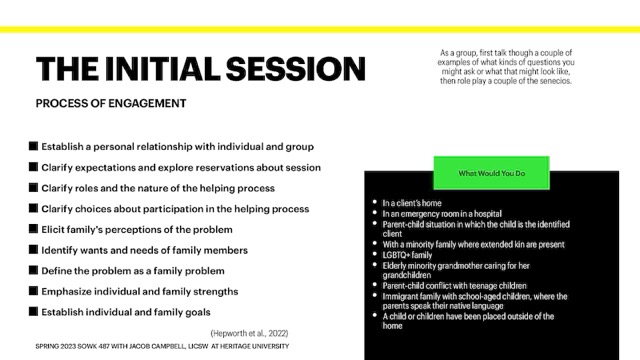 THE INITIAL SESSION
PROCESS OF ENGAGEMENT
Establish a personal relationship with individual and group
Clarify expectations and explore reservations about session
Clarify roles and the nature of the helping process
Clarify choices about participation in the helping process
Elicit family's perceptions of the problem
Identify wants and needs of family members
Define the problem as a family problem
Emphasize individual and family strengths
Establish individual and family goals
(Hepworth et al., 2022)
SPRING 2023 SOWK 487 WITH JACOB CAMPBELL, LICSW AT HERITAGE UNIVERSITY
As a group, first talk though a couple of
examples of what kinds of questions you
might ask or what that might look like,
then role play a couple of the senecios.
What Would You Do
In a client's home
In an emergency room in a hospital
Parent-child situation in which the child is the identified
client
With a minority family where extended kin are present
LGBTQ+ family
Elderly minority grandmother caring for her
grandchildren
Parent-child conflict with teenage children
Immigrant family with school-aged children, where the
parents speak their native language
A child or children have been placed outside of the
home